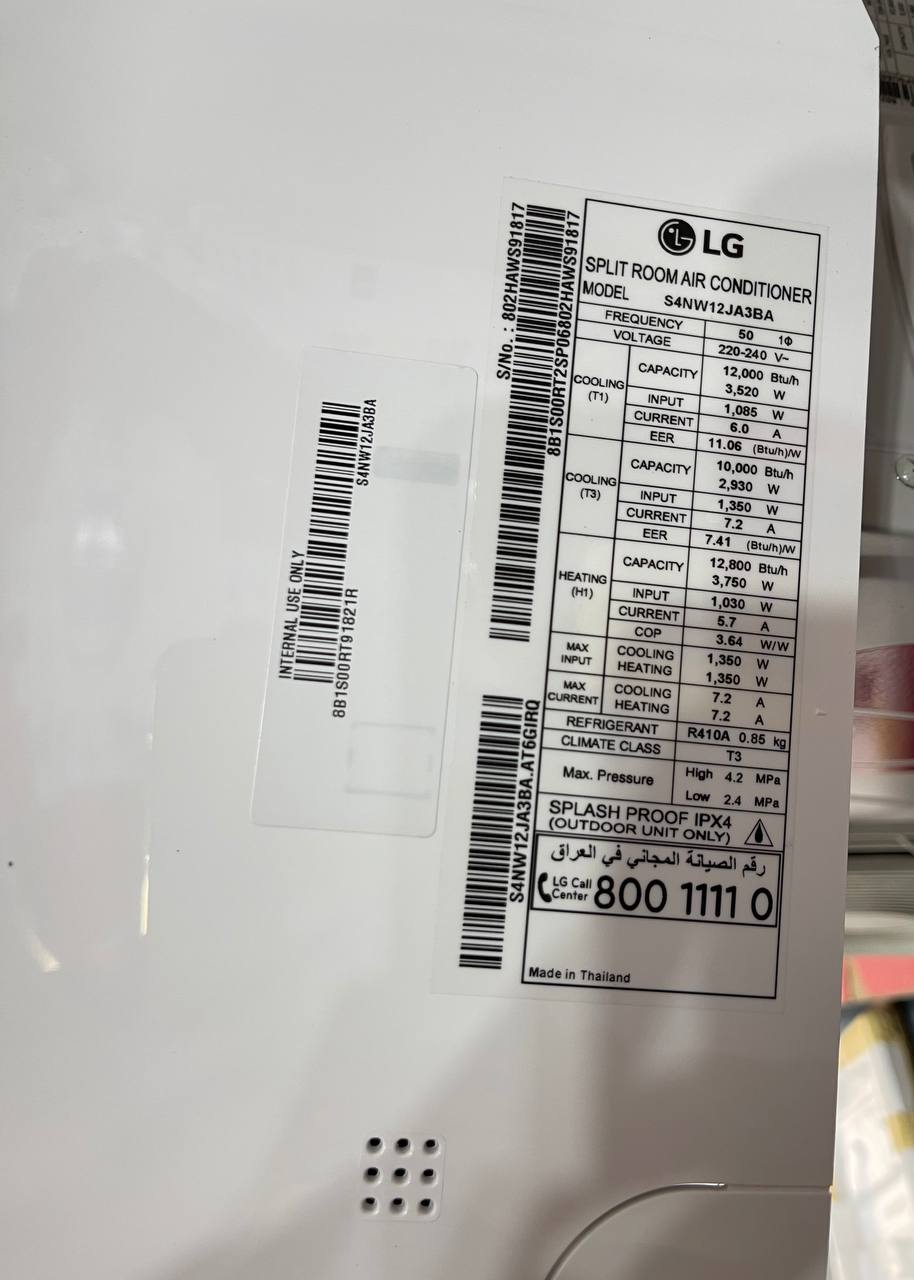 LG
SPLIT ROOM AIR CONDITIONER
MODEL S4NW12JA3BA
FREQUENCY 50 1Φ
VOLTAGE 220-240 V~
COOLING (T1)
CAPACITY 12,000 Btu/h
3,520 W
INPUT 1,085 W
CURRENT 6.0 A
EER 11.06 (Btu/h)/W
COOLING (T3)
CAPACITY 10,000 Btu/h
2,930 W
INPUT 1,350 W
CURRENT 7.2 A
EER 7.41 (Btu/h)/W
HEATING (H1)
CAPACITY 12,800 Btu/h
3,750 W
INPUT 1,030 W
CURRENT 5.7 A
COP 3.64 W/W
MAX INPUT
COOLING 1,350 W
HEATING 1,350 W
MAX CURRENT
COOLING 7.2 A
HEATING 7.2 A
REFRIGERANT R410A 0.85 kg
CLIMATE CLASS T3
Max. Pressure High 4.2 MPa
Low 2.4 MPa
SPLASH PROOF IPX4
(OUTDOOR UNIT ONLY)
رقم الصيانة المجاني في العراق
LG Call Center 800 1111 0
Made in Thailand
S/No. : 802HAWS91817
8B1S00RT2SP06802HAWS91817
S4NW12JA3BA.AT6GIRQ
INTERNAL USE ONLY
S4NW12JA3BA
8B1S00RT91821R